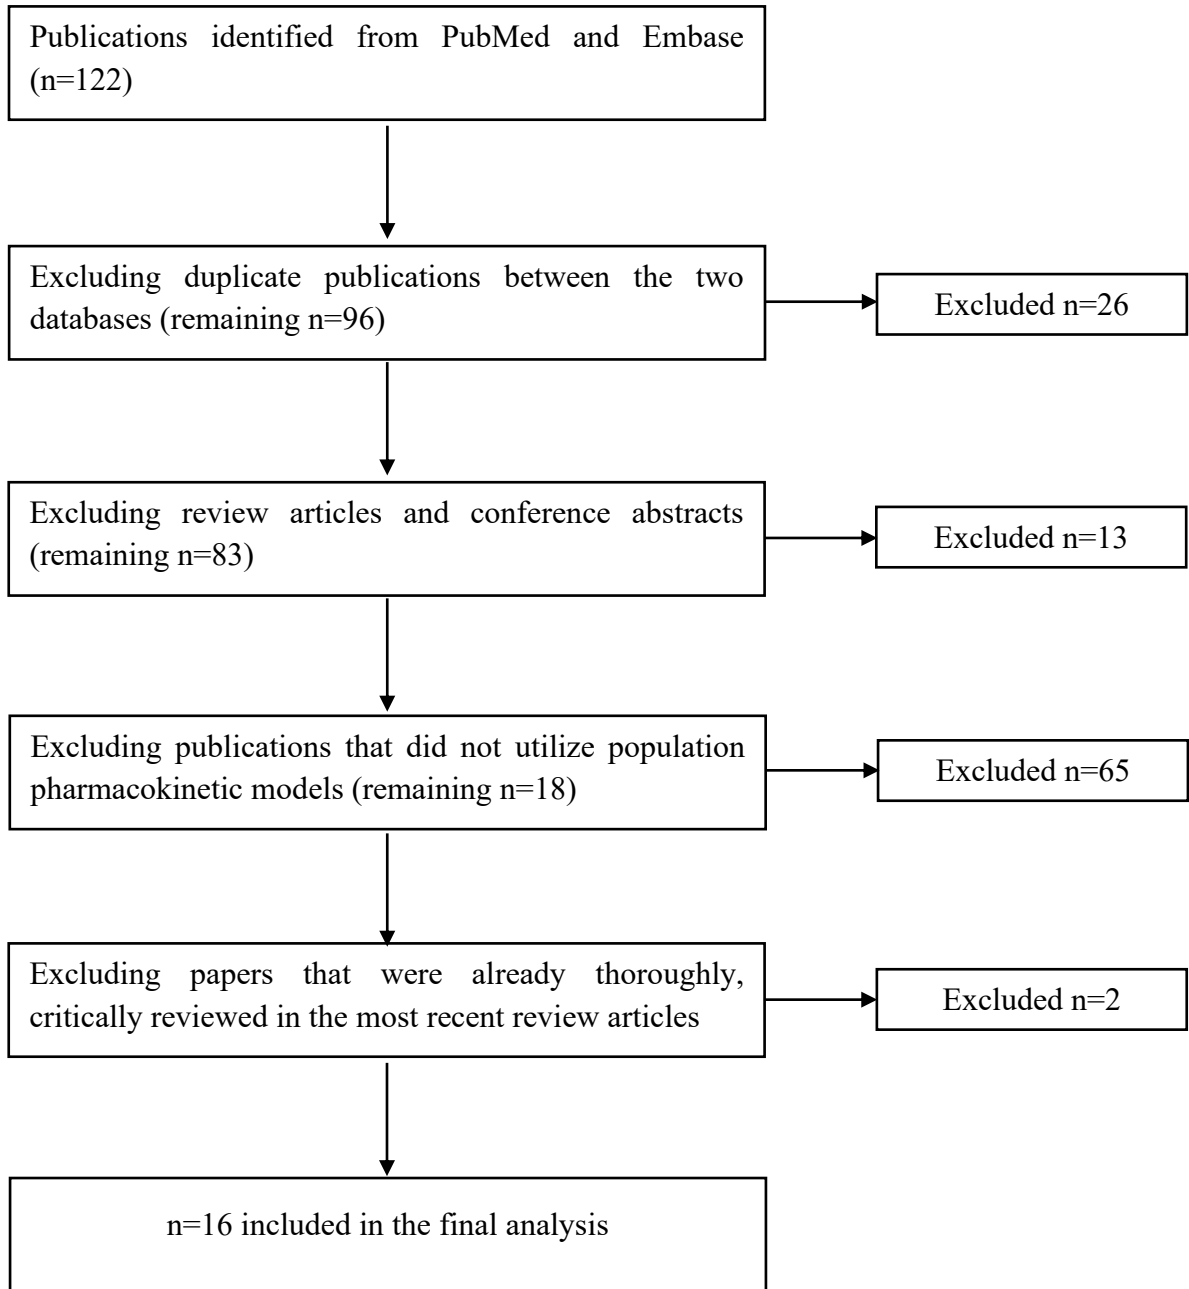 Publications identified from PubMed and Embase
(n=122)
Excluding duplicate publications between the two
databases (remaining n=96)
Excluded n=26
Excluding review articles and conference abstracts
(remaining n=83)
Excluded n=13
Excluding publications that did not utilize population
pharmacokinetic models (remaining n=18)
Excluded n=65
Excluding papers that were already thoroughly,
critically reviewed in the most recent review articles
Excluded n=2
n=16 included in the final analysis